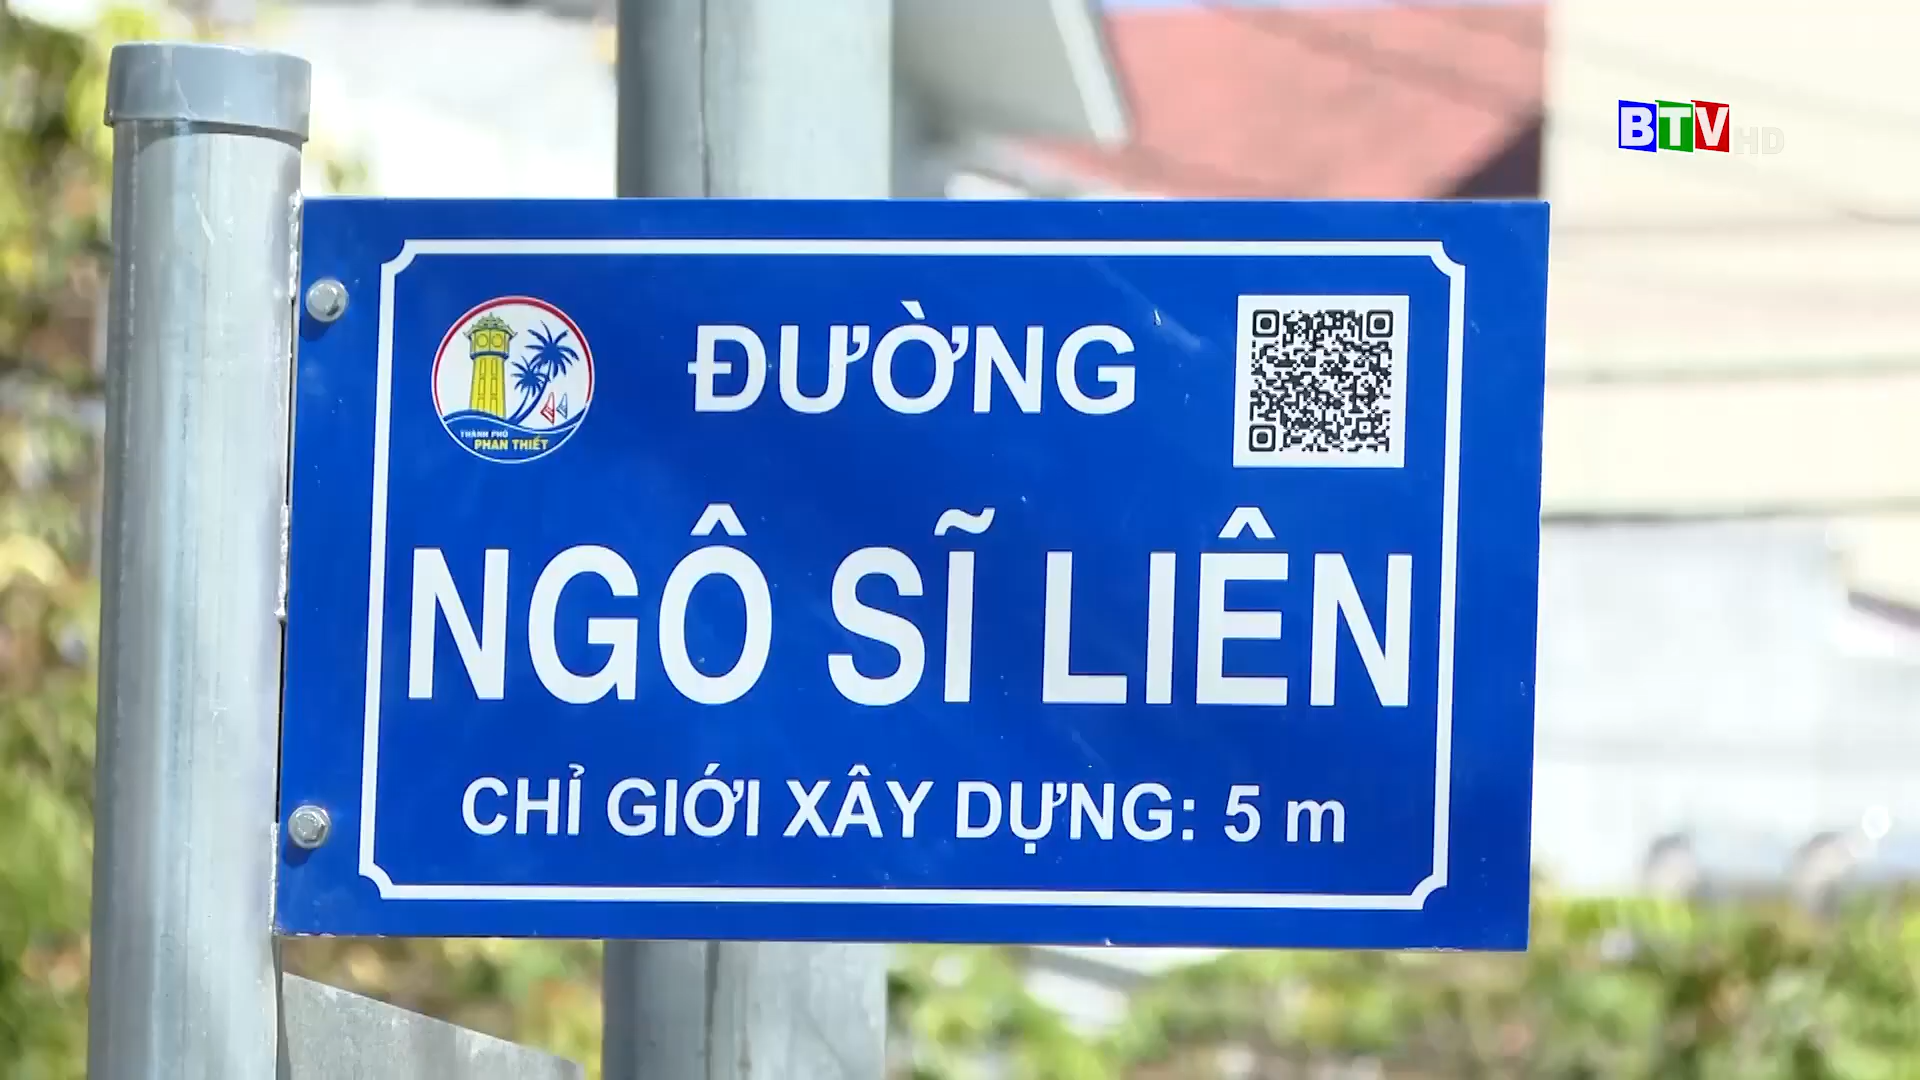 BTV HD
ĐƯỜNG
THÀNH PHỐ
PHAN THIẾT
NGÔ SĨ LIÊN
CHỈ GIỚI XÂY DỰNG: 5 m